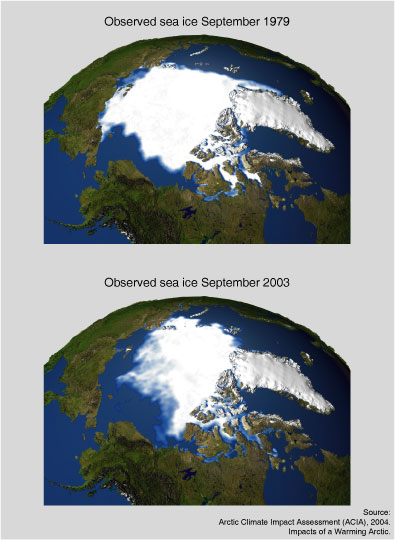 Observed sea ice September 1979
Observed sea ice September 2003
Source:
Arctic Climate Impact Assessment (ACIA), 2004.
Impacts of a Warming Arctic.